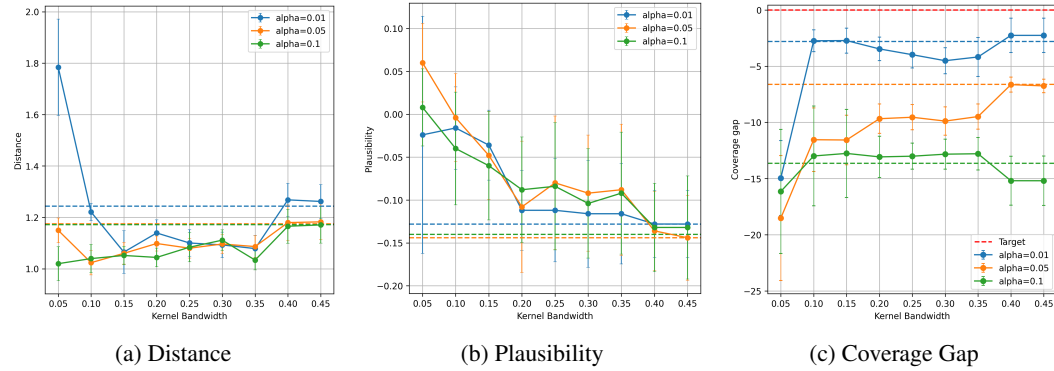 2.0
1.8
1.6
1.4
1.2
1.0
Distance
0.05 0.10 0.15 0.20 0.25 0.30 0.35 0.40 0.45
Kernel Bandwidth
alpha=0.01
alpha=0.05
alpha=0.1
(a) Distance
0.10
0.05
0.00
−0.05
−0.10
−0.15
−0.20
Plausibility
0.05 0.10 0.15 0.20 0.25 0.30 0.35 0.40 0.45
Kernel Bandwidth
alpha=0.01
alpha=0.05
alpha=0.1
(b) Plausibility
0
−5
−10
−15
−20
−25
Coverage gap
0.05 0.10 0.15 0.20 0.25 0.30 0.35 0.40 0.45
Kernel Bandwidth
Target
alpha=0.01
alpha=0.05
alpha=0.1
(c) Coverage Gap